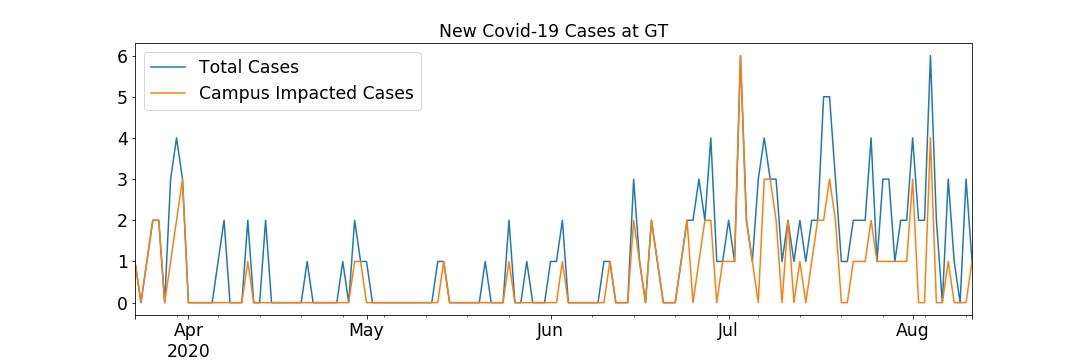 New Covid-19 Cases at GT
Total Cases
Campus Impacted Cases
6
5
4
3
2
1
0
Apr May Jun Jul Aug
2020